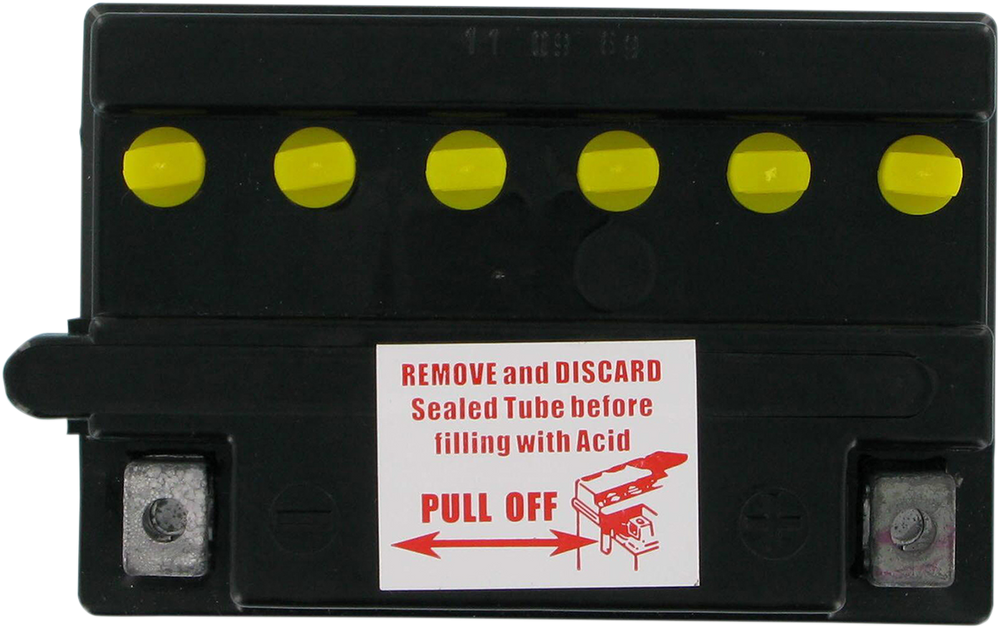 REMOVE and DISCARD
Sealed Tube before
filling with Acid
PULL OFF